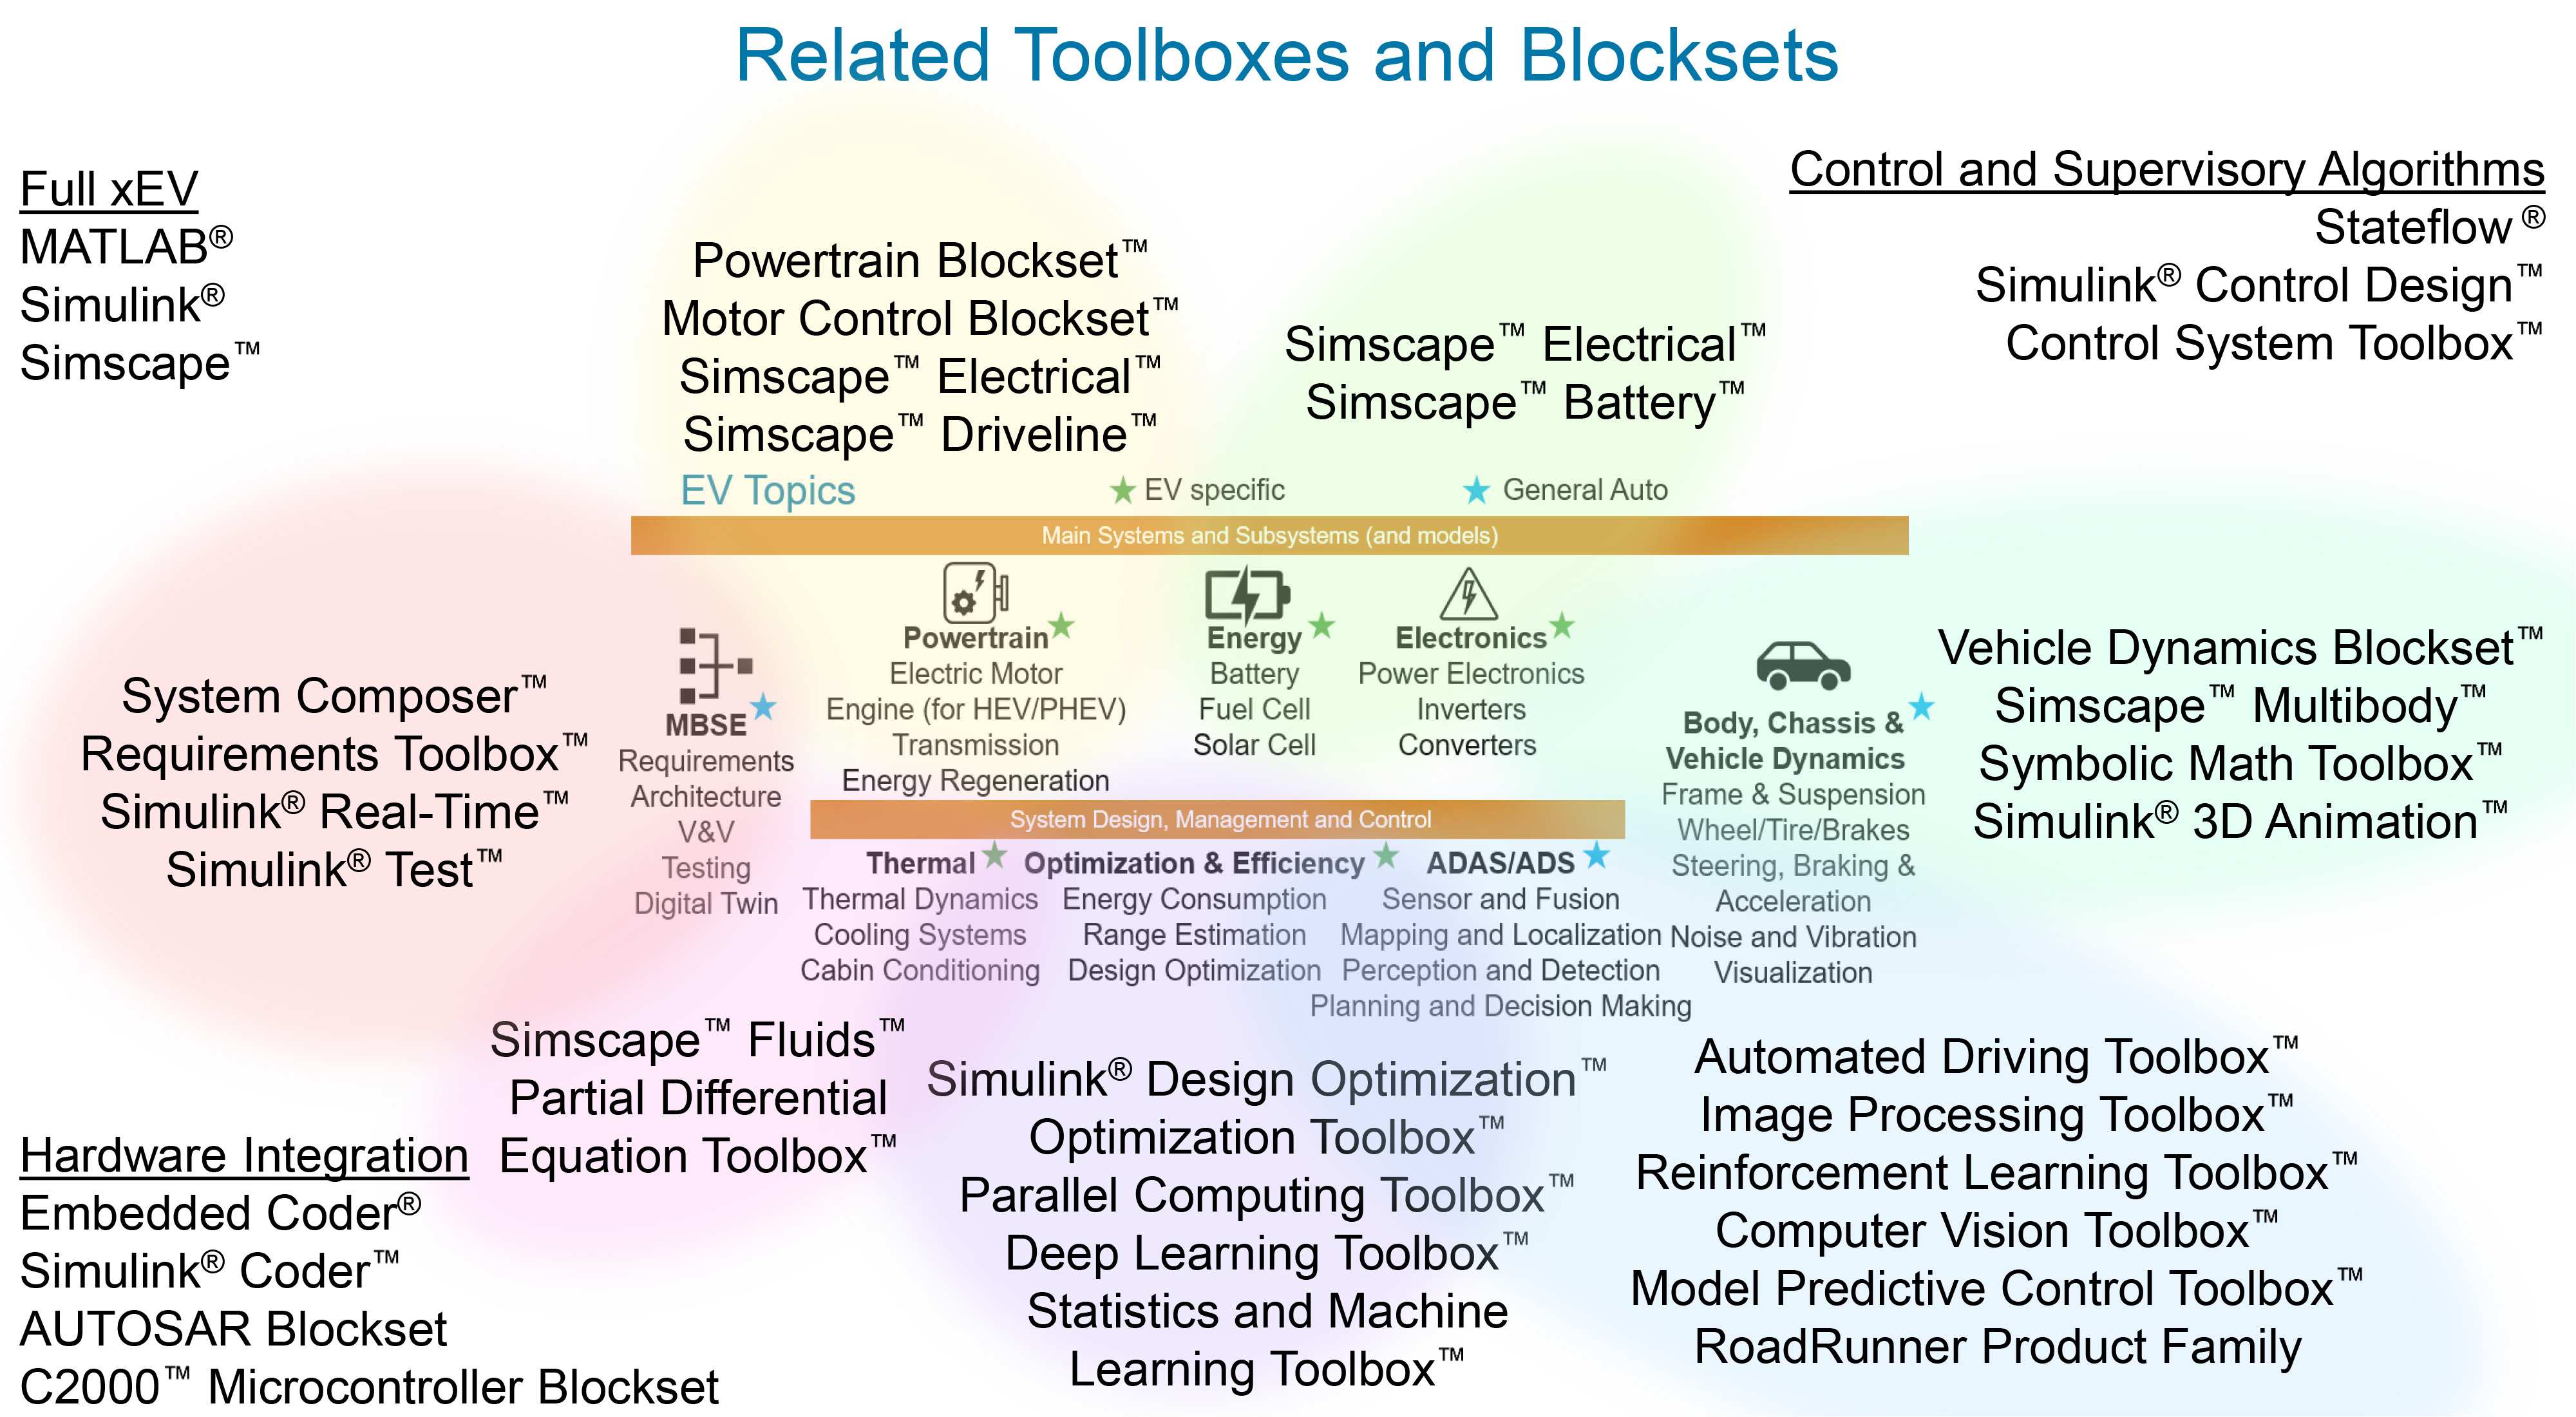 Related Toolboxes and Blocksets
Full xEV
MATLAB®
Simulink®
Simscape™
Powertrain Blockset™
Motor Control Blockset™
Simscape™ Electrical™
Simscape™ Driveline™
Simscape™ Electrical™
Simscape™ Battery™
Control and Supervisory Algorithms
Stateflow ®
Simulink® Control Design™
Control System Toolbox™
EV Topics
★ EV specific
★ General Auto
Main Systems and Subsystems (and models)
System Composer™
Requirements Toolbox™
Simulink® Real-Time™
Simulink® Test™
MBSE
Requirements
Architecture
V&V
Testing
Digital Twin
Powertrain
Electric Motor
Engine (for HEV/PHEV)
Transmission
Energy Regeneration
Energy
Battery
Fuel Cell
Solar Cell
Electronics
Power Electronics
Inverters
Converters
Body, Chassis &
Vehicle Dynamics
Frame & Suspension
Wheel/Tire/Brakes
Steering, Braking &
Acceleration
Noise and Vibration
Visualization
Vehicle Dynamics Blockset™
Simscape™ Multibody™
Symbolic Math Toolbox™
Simulink® 3D Animation™
System Design, Management and Control
Thermal
Thermal Dynamics
Cooling Systems
Cabin Conditioning
Optimization & Efficiency
Energy Consumption
Range Estimation
Design Optimization
ADAS/ADS
Sensor and Fusion
Mapping and Localization
Perception and Detection
Planning and Decision Making
Simscape™ Fluids™
Partial Differential
Equation Toolbox™
Hardware Integration
Embedded Coder®
Simulink® Coder™
AUTOSAR Blockset
C2000™ Microcontroller Blockset
Simulink® Design Optimization™
Optimization Toolbox™
Parallel Computing Toolbox™
Deep Learning Toolbox™
Statistics and Machine
Learning Toolbox™
Automated Driving Toolbox™
Image Processing Toolbox™
Reinforcement Learning Toolbox™
Computer Vision Toolbox™
Model Predictive Control Toolbox™
RoadRunner Product Family